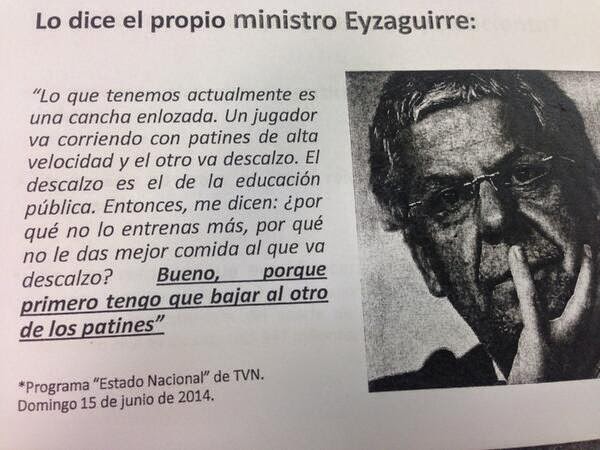 Lo dice el propio ministro Eyzaguirre:
“Lo que tenemos actualmente es
una cancha enlozada. Un jugador
va corriendo con patines de alta
velocidad y el otro va descalzo. El
descalzo es el de la educación
pública. Entonces, me dicen: ¿por
qué no lo entrenas más, por qué
no le das mejor comida al que va
descalzo? Bueno, porque
primero tengo que bajar al otro
de los patines”
*Programa “Estado Nacional” de TVN.
Domingo 15 de junio de 2014.